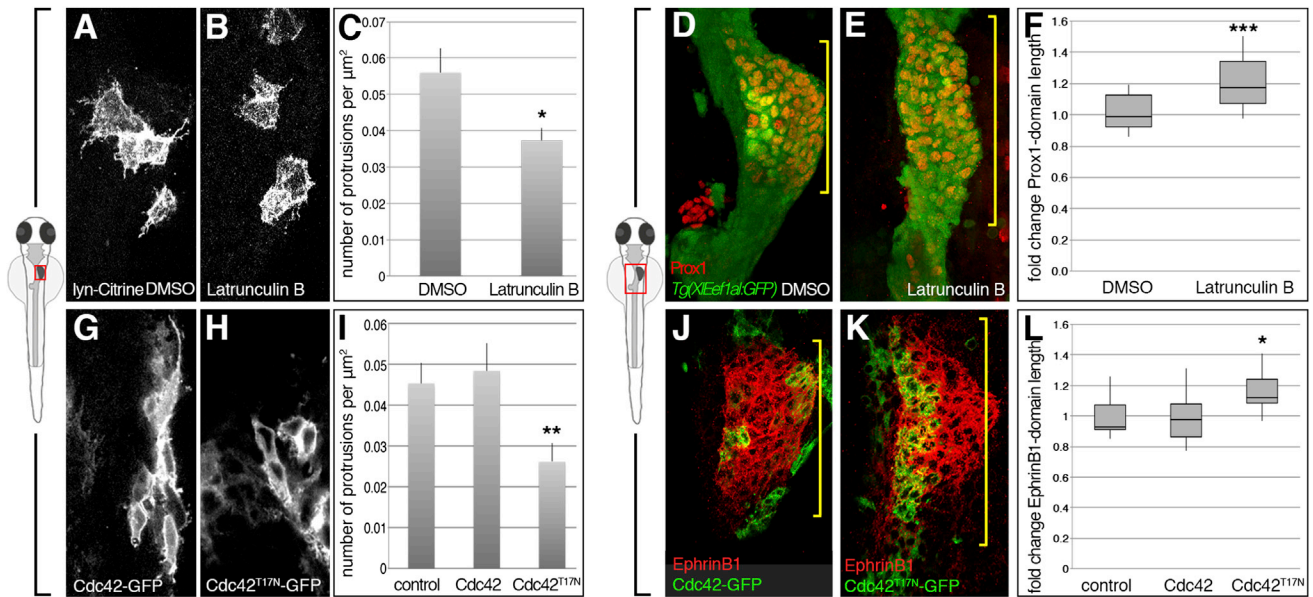 A
B
C
number of protrusions per µm²
0.07
0.06
0.05
0.04
0.03
0.02
0.01
0
*
DMSO
Latrunculin B
lyn-Citrine DMSO
Latrunculin B
D
E
F
Prox1
Tg(XlEef1al:GFP) DMSO
Latrunculin B
fold change Prox1-domain length
1.6
1.4
1.2
1.0
0.8
0.6
0.4
0.2
0.0
***
DMSO
Latrunculin B
G
H
I
Cdc42-GFP
Cdc42T17N-GFP
number of protrusions per µm²
0.06
0.05
0.04
0.03
0.02
0.01
0
**
control
Cdc42
Cdc42T17N
J
K
L
EphrinB1
Cdc42-GFP
EphrinB1
Cdc42T17N-GFP
fold change EphrinB1-domain length
1.6
1.4
1.2
1
0.8
0.6
0.4
0.2
0
*
control
Cdc42
Cdc42T17N